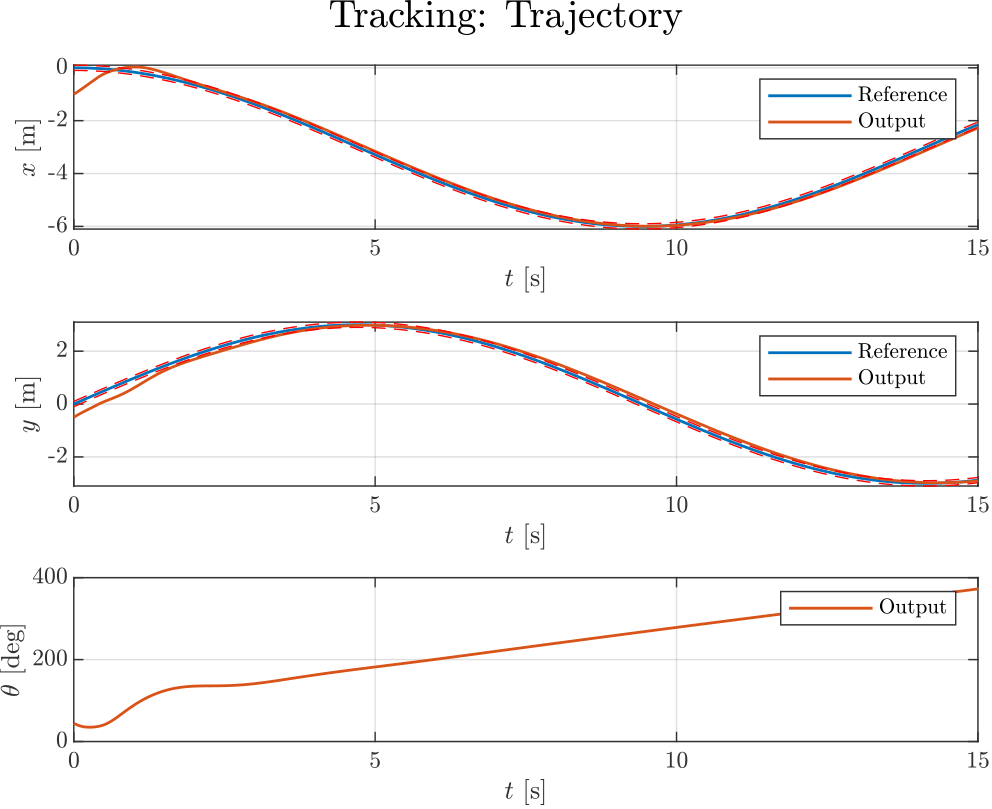 Tracking: Trajectory
0
-2
-4
-6
x [m]
Reference
Output
0 5 10 15
t [s]
2
0
-2
y [m]
Reference
Output
0 5 10 15
t [s]
400
200
0
θ [deg]
Output
0 5 10 15
t [s]